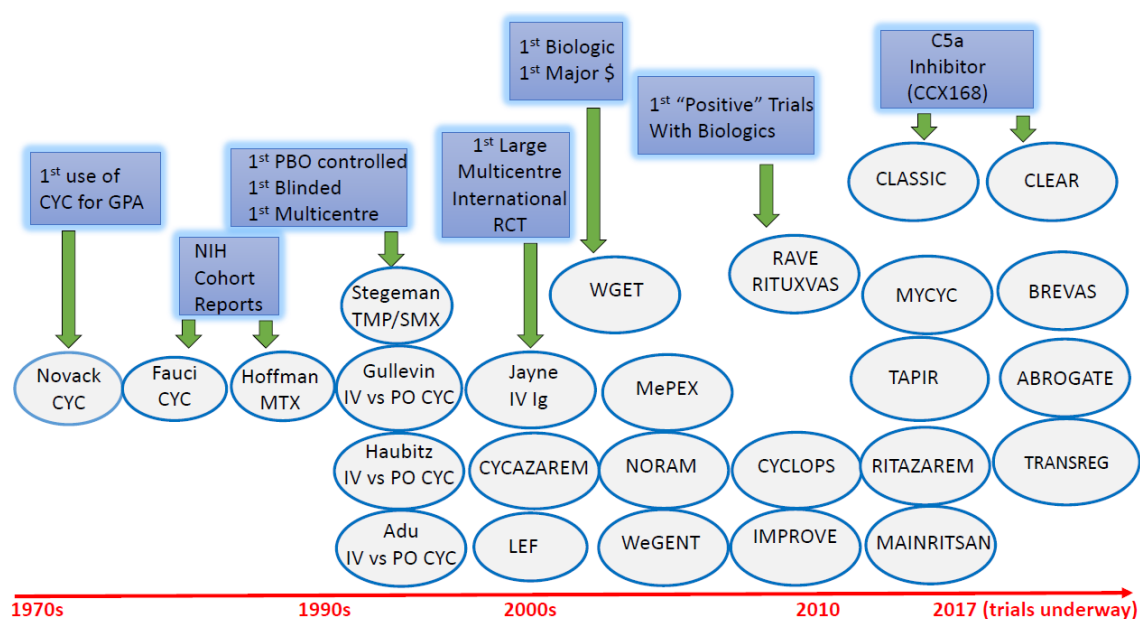 1st Biologic
1st Major $
C5a
Inhibitor
(CCX168)
1st "Positive" Trials
With Biologics
1st Large
Multicentre
International
RCT
1st PBO controlled
1st Blinded
1st Multicentre
1st use of
CYC for GPA
NIH
Cohort
Reports
CLASSIC
CLEAR
Stegeman
TMP/SMX
WGET
RAVE
RITUXVAS
MYCYC
BREVAS
Novack
CYC
Fauci
CYC
Hoffman
MTX
Gullevin
IV vs PO CYC
Jayne
IV Ig
MePEX
TAPIR
ABROGATE
Haubitz
IV vs PO CYC
CYCAZAREM
NORAM
CYCLOPS
RITAZAREM
TRANSREG
Adu
IV vs PO CYC
LEF
WeGENT
IMPROVE
MAINRITSAN
1970s
1990s
2000s
2010
2017 (trials underway)